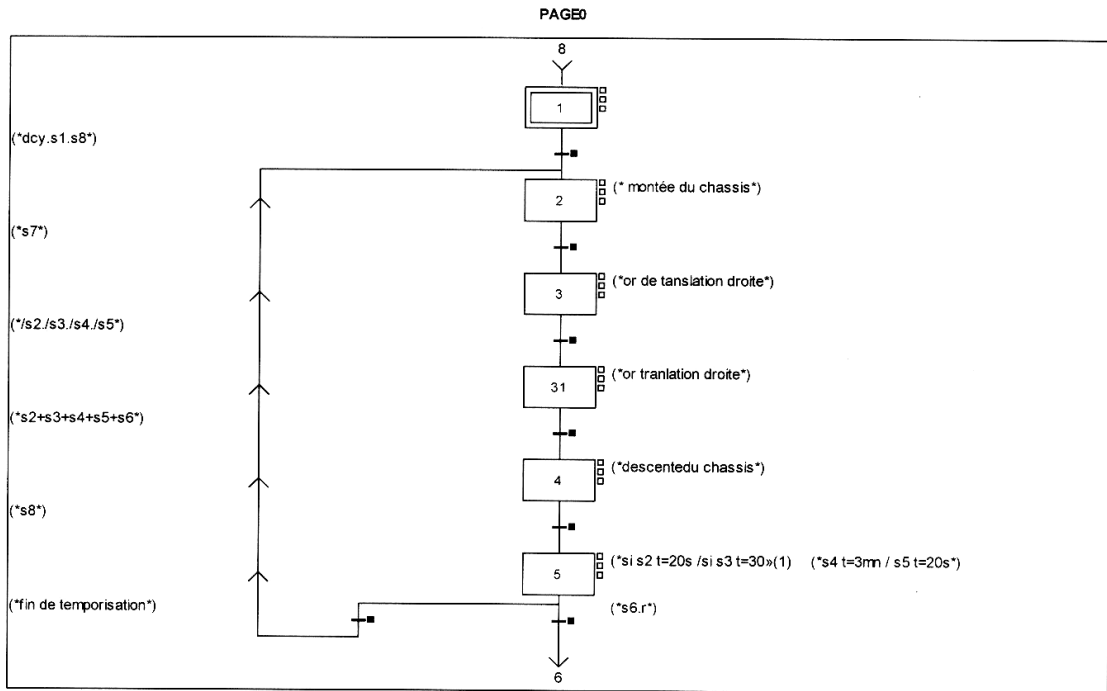 PAGE0
8
1
(*dcy.s1.s8*)
2
(* montée du chassis*)
(*s7*)
3
(*or de tanslation droite*)
(*/s2./s3./s4./s5*)
31
(*or tranlation droite*)
(*s2+s3+s4+s5+s6*)
4
(*descentedu chassis*)
(*s8*)
5
(*si s2 t=20s /si s3 t=30»(1) (*s4 t=3mn / s5 t=20s*)
(*fin de temporisation*)
(*s6.r*)
6